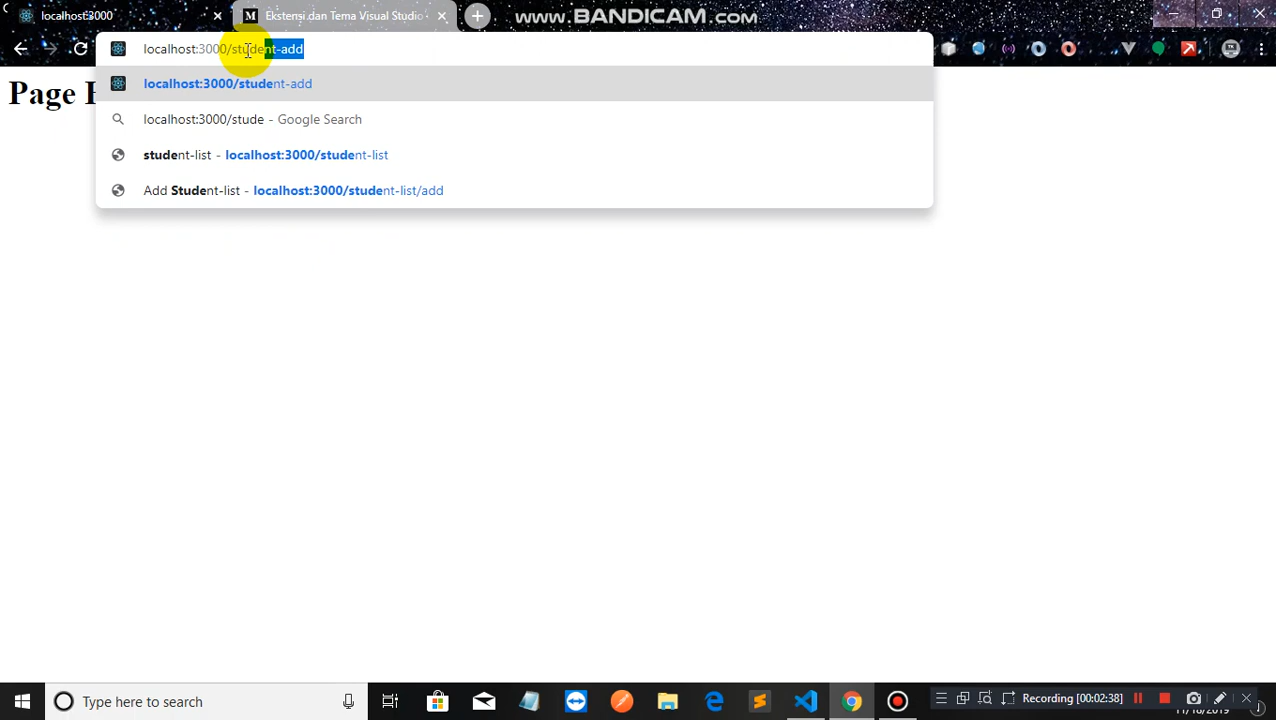 localhost:3000
Ekstensi dan Tema Visual Studio
www.BANDICAM.com
localhost:3000/student-add
localhost:3000/student-add
localhost:3000/stude - Google Search
student-list - localhost:3000/student-list
Add Student-list - localhost:3000/student-list/add
Page
Type here to search
Recording [00:02:38]